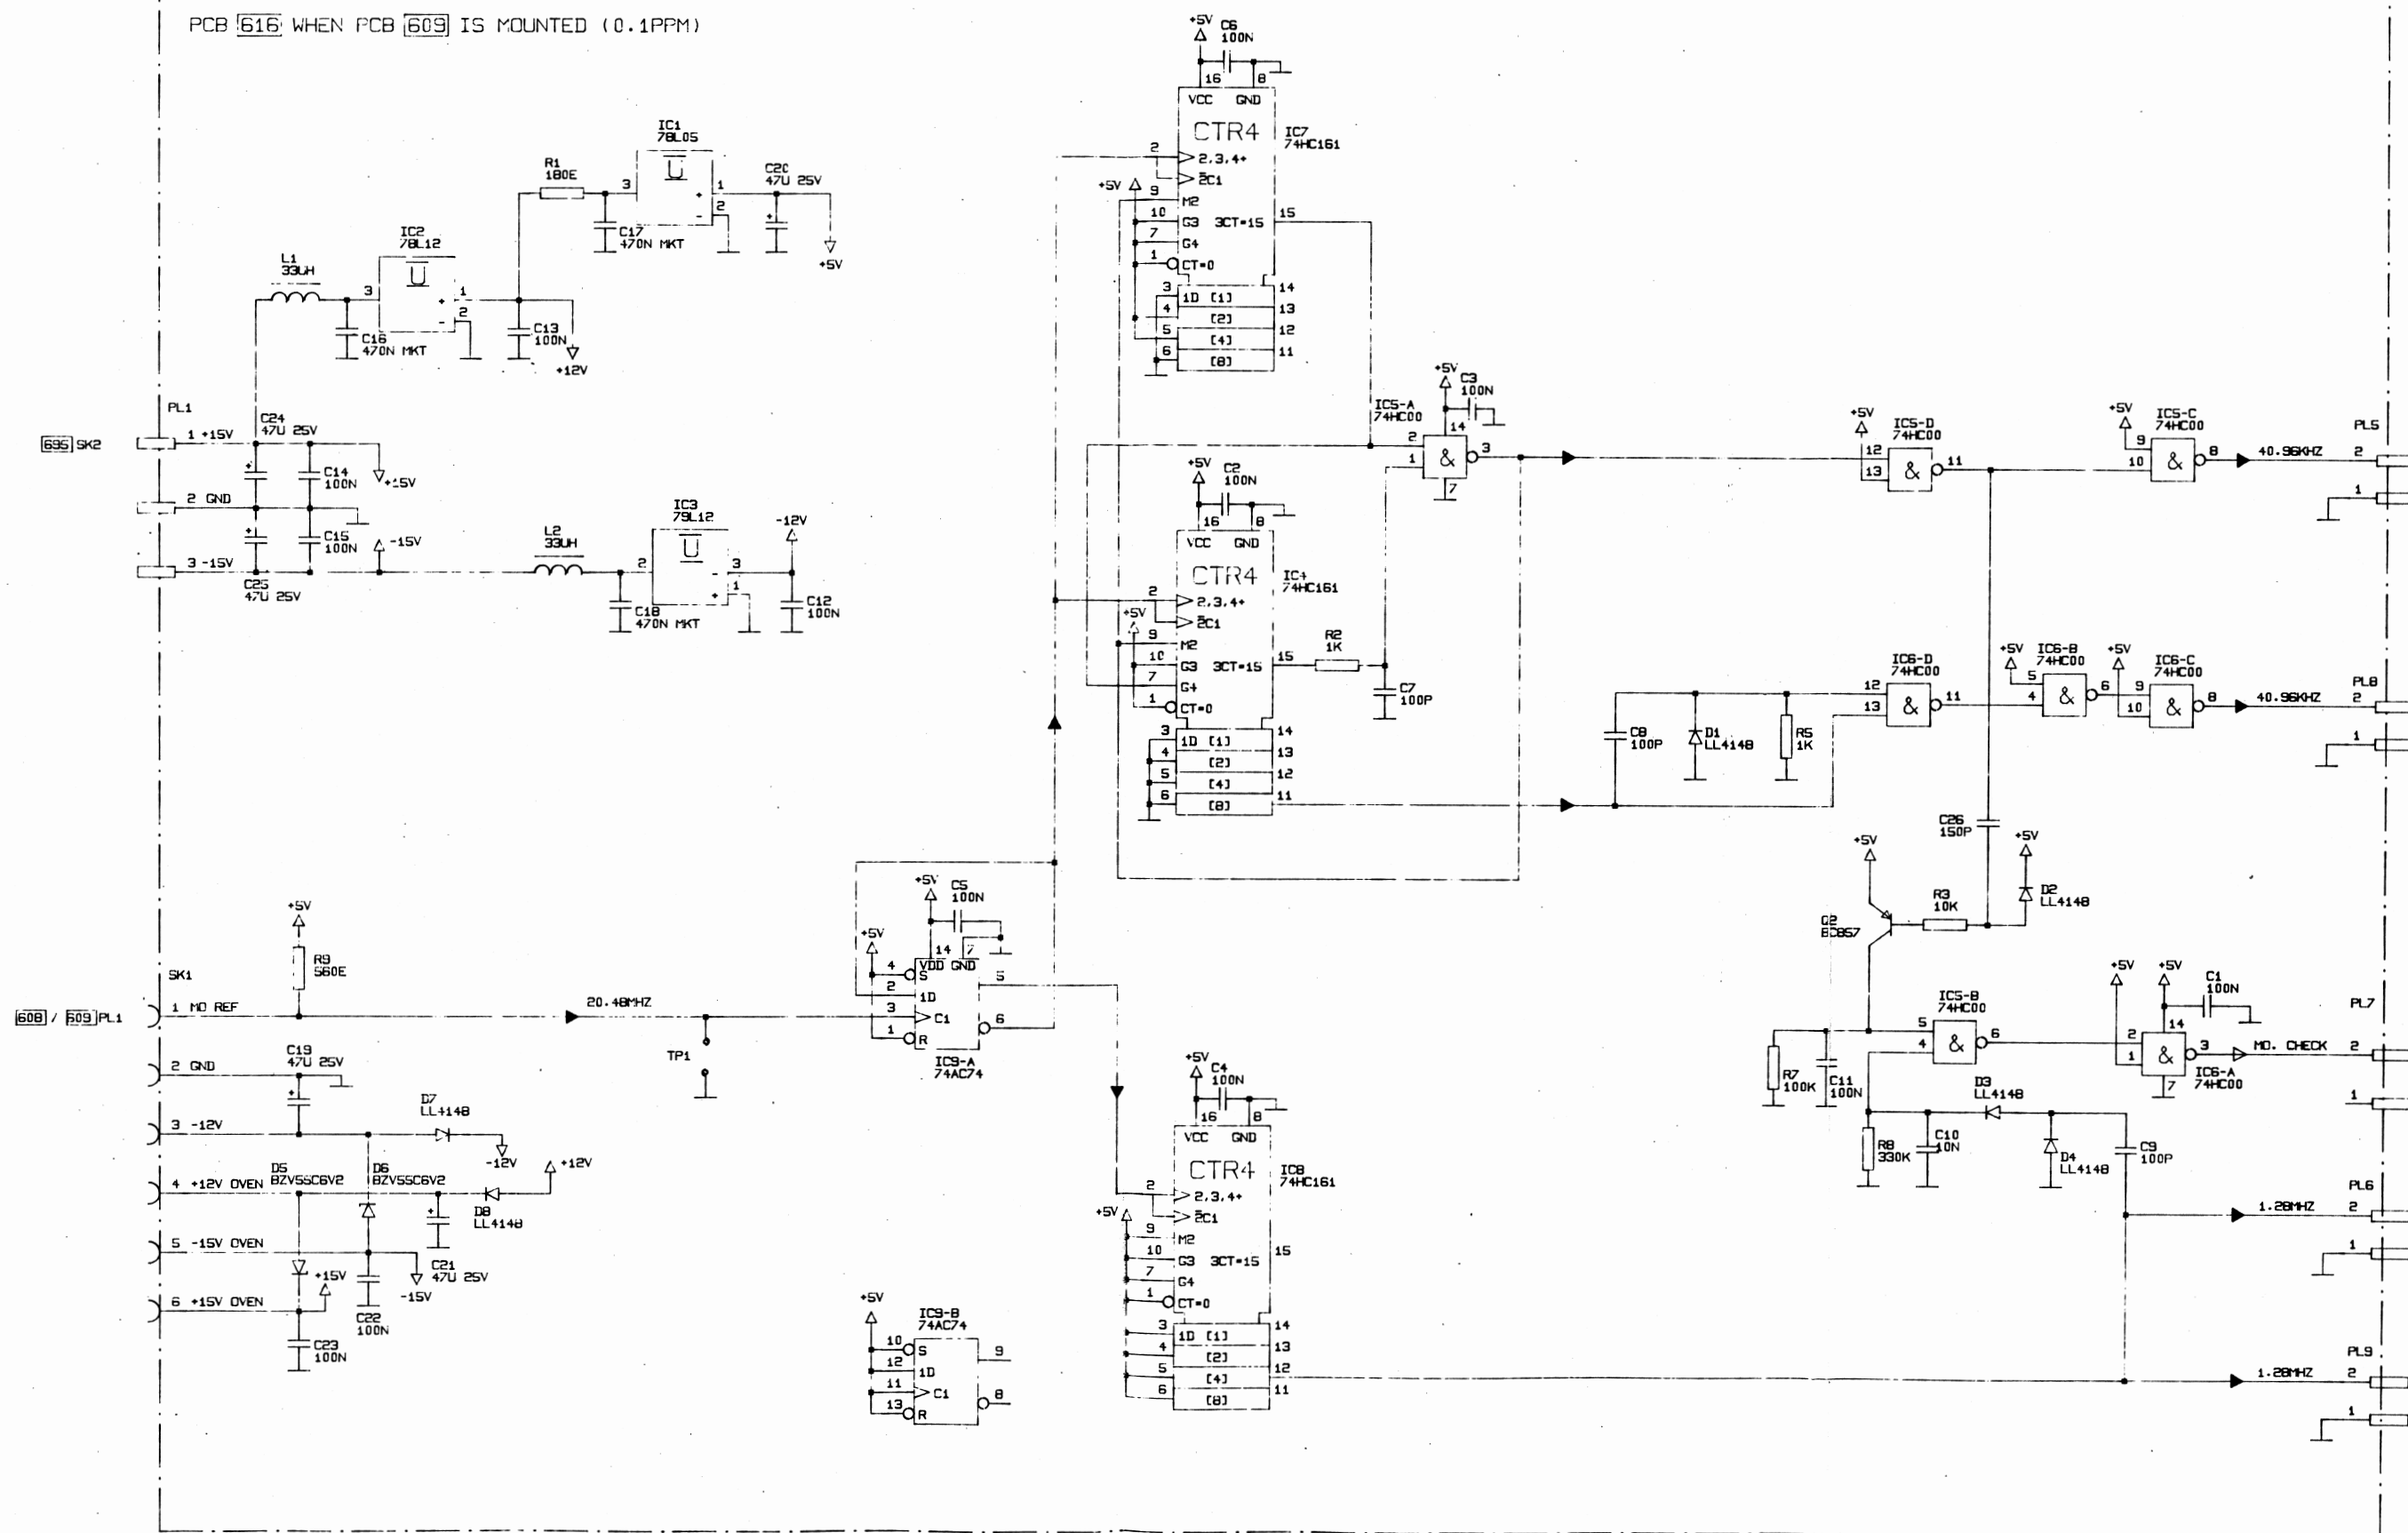 PCB 616 WHEN PCB 609 IS MOUNTED (0.1PPM)
+5V
C6
100N
16
8
VCC GND
CTR4
IC7
74HC161
2
2,3,4+
2C1
+5V
9
M2
10
G3 3CT=15
15
7
G4
1
CT=0
3
1D [1]
14
4
[2]
13
5
[4]
12
6
[8]
11
IC1
78L05
R1
180E
3
U
+
1
-
2
C20
47U 25V
+5V
C17
470N MKT
IC2
78L12
L1
33UH
3
U
+
1
-
2
C16
470N MKT
C13
100N
+12V
695 SK2
PL1
1 +15V
C24
47U 25V
+
C14
100N
+15V
2 GND
+
C15
100N
-15V
3 -15V
C25
47U 25V
L2
33UH
IC3
79L12
2
U
-
3
+
1
-12V
C18
470N MKT
C12
100N
+5V
C2
100N
16
8
VCC GND
CTR4
IC4
74HC161
2
2,3,4+
2C1
+5V
9
M2
10
G3 3CT=15
15
7
G4
1
CT=0
3
1D [1]
14
4
[2]
13
5
[4]
12
6
[8]
11
R2
1K
C7
100P
IC5-A
74HC00
+5V
C3
100N
14
2
1
&
3
7
+5V
IC5-D
74HC00
12
13
&
11
+5V
IC5-C
74HC00
9
10
&
8
40.96KHZ
PL5
2
1
C8
100P
D1
LL4148
R5
1K
IC6-D
74HC00
12
13
&
11
+5V
IC6-B
74HC00
5
4
&
6
+5V
IC6-C
74HC00
9
10
&
8
40.96KHZ
PL8
2
1
C26
150P
+5V
+5V
D2
LL4148
R3
10K
Q2
BC857
608 / 609 PL1
SK1
+5V
R9
560E
1 MO REF
20.48MHZ
TP1
+5V
+5V
C5
100N
14
7
VDD GND
4
S
2
1D
3
C1
1
R
5
6
IC9-A
74AC74
2 GND
C19
47U 25V
+
3 -12V
D7
LL4148
-12V
+12V
4 +12V OVEN
D5
BZV55C6V2
D6
BZV55C6V2
D8
LL4148
+
5 -15V OVEN
C21
47U 25V
-15V
+15V
6 +15V OVEN
C22
100N
C23
100N
+5V
IC9-B
74AC74
10
S
12
1D
11
C1
13
R
9
8
+5V
C4
100N
16
8
VCC GND
CTR4
IC8
74HC161
2
2,3,4+
2C1
+5V
9
M2
10
G3 3CT=15
15
7
G4
1
CT=0
3
1D [1]
14
4
[2]
13
5
[4]
12
6
[8]
11
R7
100K
C11
100N
IC5-B
74HC00
5
4
&
6
+5V
+5V
C1
100N
14
2
1
&
3
7
IC6-A
74HC00
MO. CHECK
PL7
2
1
D3
LL4148
R8
330K
C10
10N
D4
LL4148
C9
100P
PL6
1.28MHZ
2
1
PL9
1.28MHZ
2
1